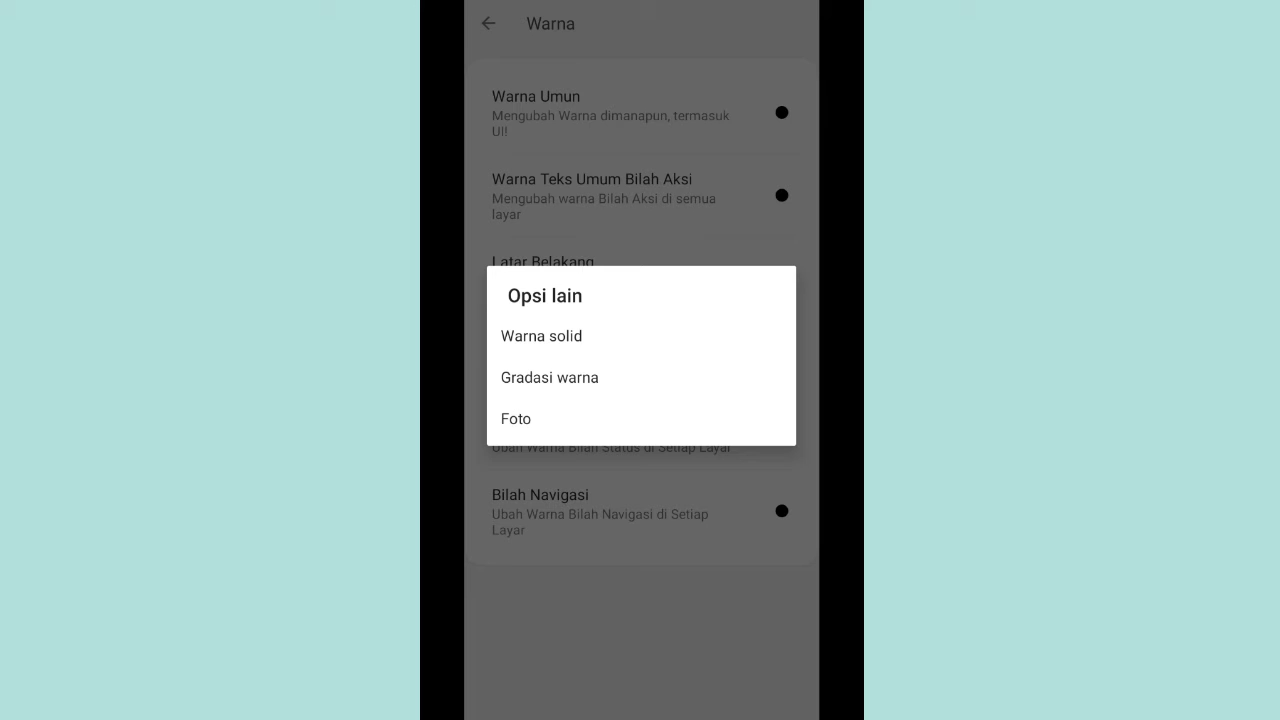 Warna
Warna Umun
Mengubah Warna dimanapun, termasuk
UI!
Warna Teks Umum Bilah Aksi
Mengubah warna Bilah Aksi di semua
layar
Latar Belakang
Opsi lain
Warna solid
Gradasi warna
Foto
Ubah Warna Bilah Status di Setiap Layar
Bilah Navigasi
Ubah Warna Bilah Navigasi di Setiap
Layar